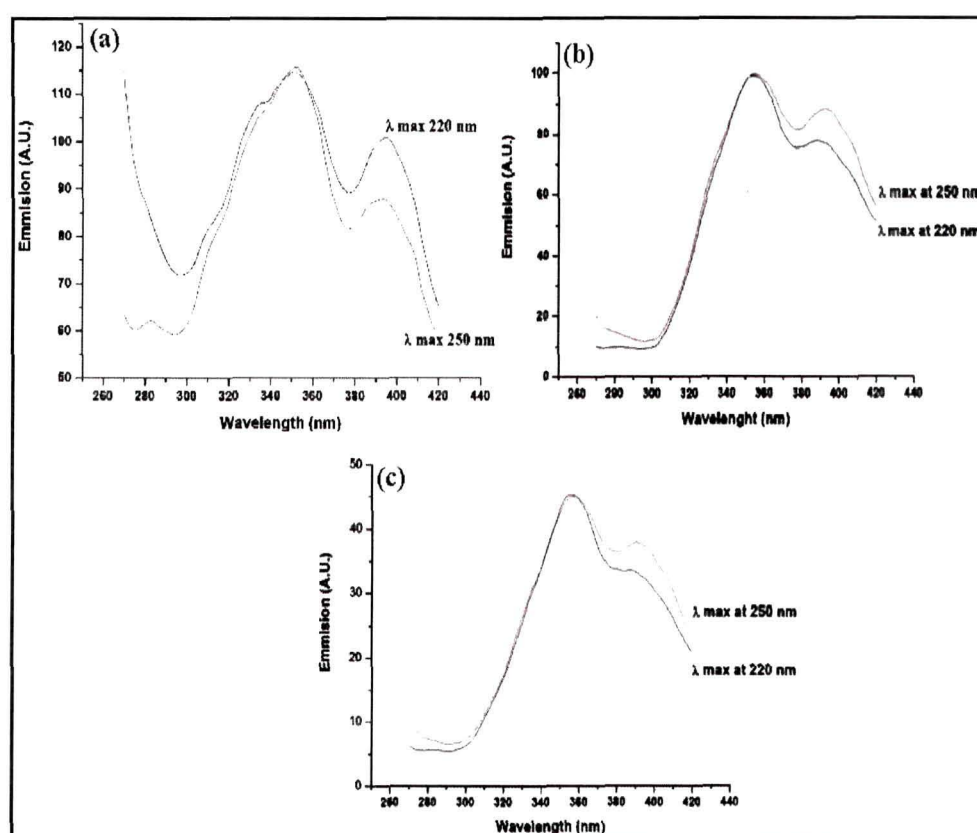 (a)
115
110
100
90
80
70
60
50
260 280 300 320 340 360 380 400 420 440
Emmision (A.U.)
Wavelength (nm)
λ max 220 nm
λ max 250 nm
(b)
100
80
60
40
20
0
260 280 300 320 340 360 380 400 420 440
Emmision (A.U.)
Wavelenght (nm)
λ max at 250 nm
λ max at 220 nm
(c)
50
40
30
20
10
0
260 280 300 320 340 360 380 400 420 440
Emmision (A.U.)
Wavelength (nm)
λ max at 250 nm
λ max at 220 nm